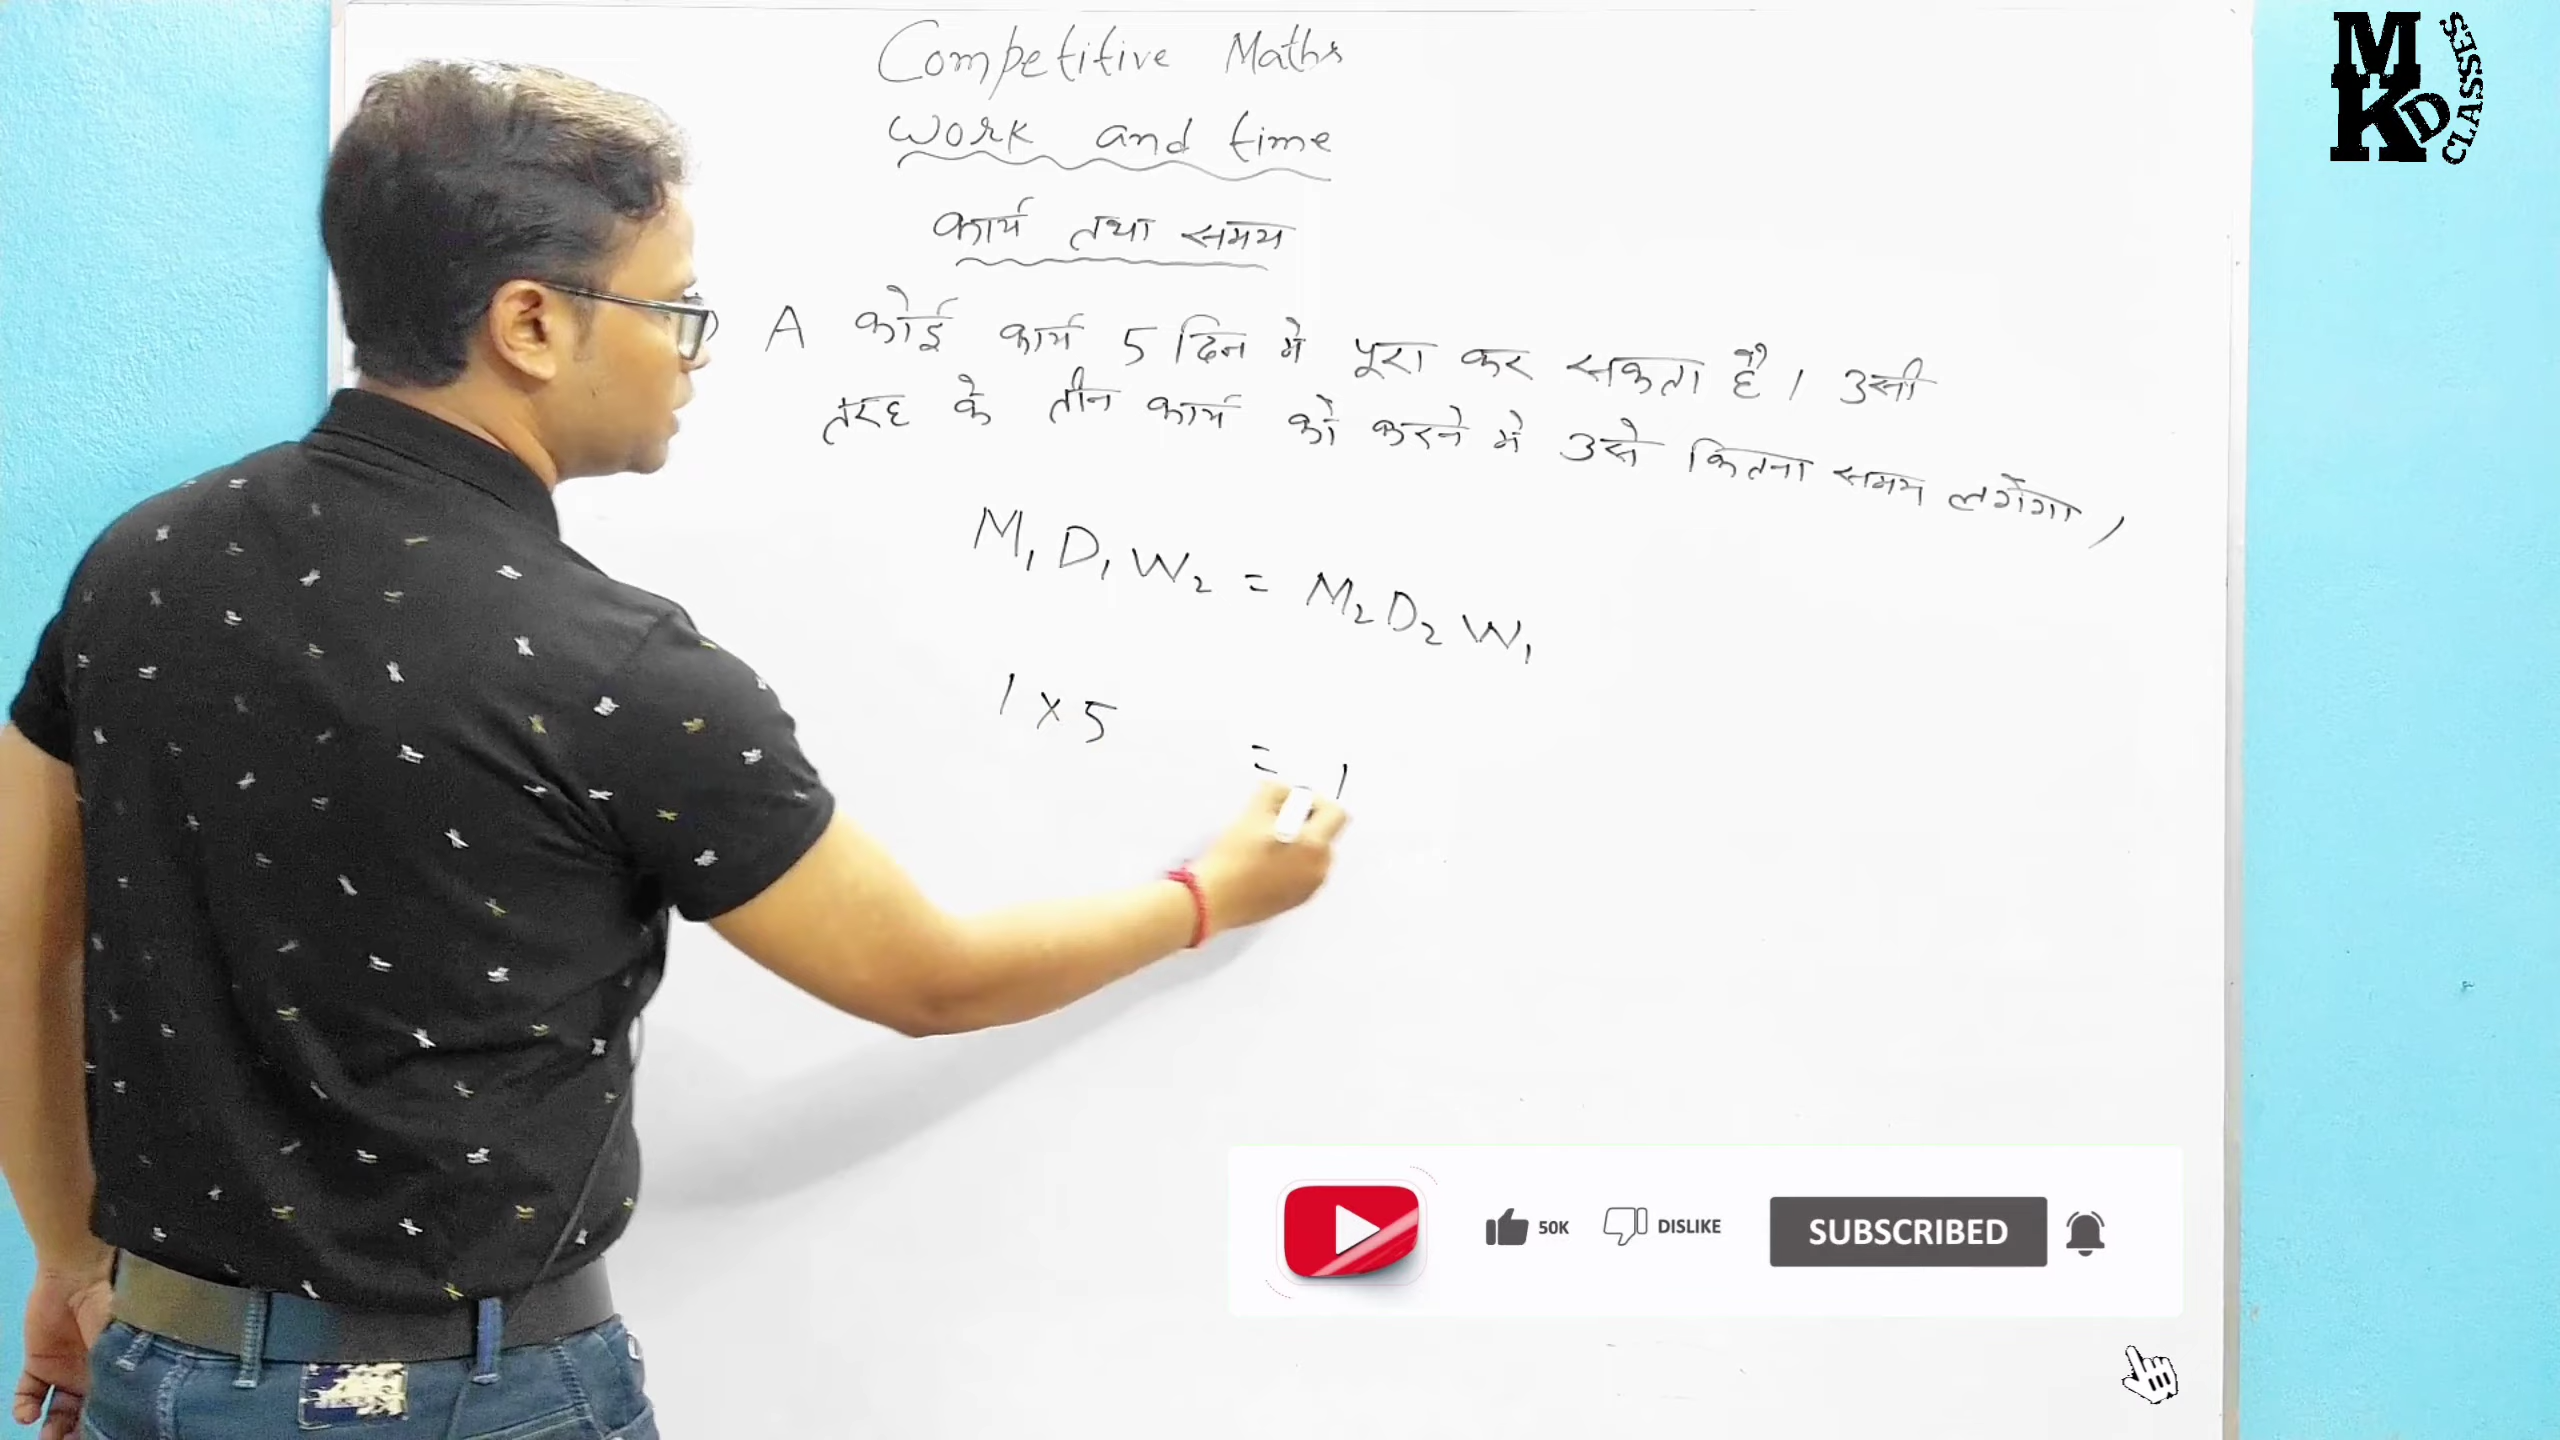 Competitive Maths
work and time
कार्य तथा समय
) A कोई कार्य 5 दिन मे पूरा कर सकता है। उसी
तरह के तीन कार्य को करने मे उसे कितना समय लगेगा,
M₁ D₁ W₂ = M₂ D₂ W₁
1 × 5 = 1
MKD CLASSES
50K DISLIKE SUBSCRIBED